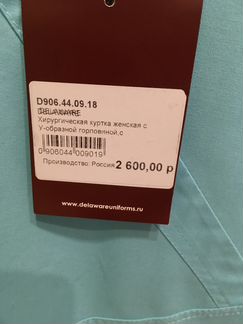 D906.44.09.18
DELAWARE
Хирургическая куртка женская с
У-образной горловиной,с
0 906044 009019
Производство: Россия 2 600,00 р
www.delawareuniforms.ru